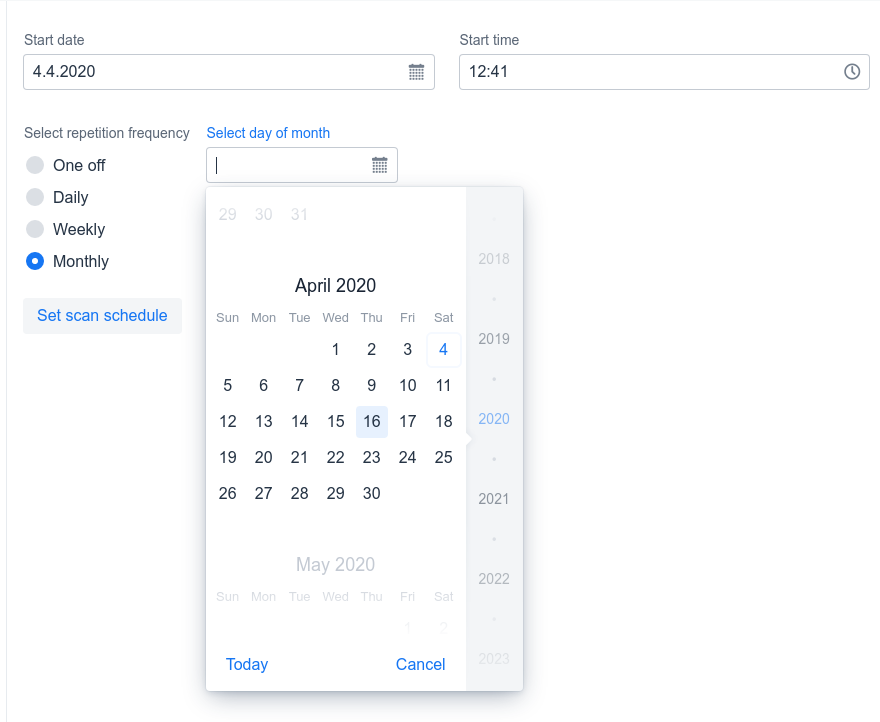 Start date
Start time
4.4.2020
12:41
Select repetition frequency
Select day of month
One off
Daily
Weekly
Monthly
Set scan schedule
29 30 31
April 2020
Sun Mon Tue Wed Thu Fri Sat
1 2 3 4
5 6 7 8 9 10 11
12 13 14 15 16 17 18
19 20 21 22 23 24 25
26 27 28 29 30
May 2020
Sun Mon Tue Wed Thu Fri Sat
1 2
Today
Cancel
2018
2019
2020
2021
2022
2023